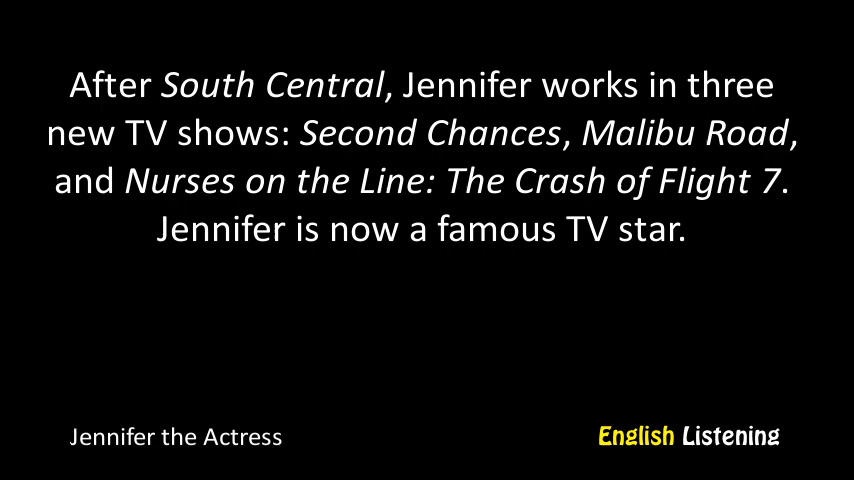 After South Central, Jennifer works in three
new TV shows: Second Chances, Malibu Road,
and Nurses on the Line: The Crash of Flight 7.
Jennifer is now a famous TV star.
Jennifer the Actress
English Listening